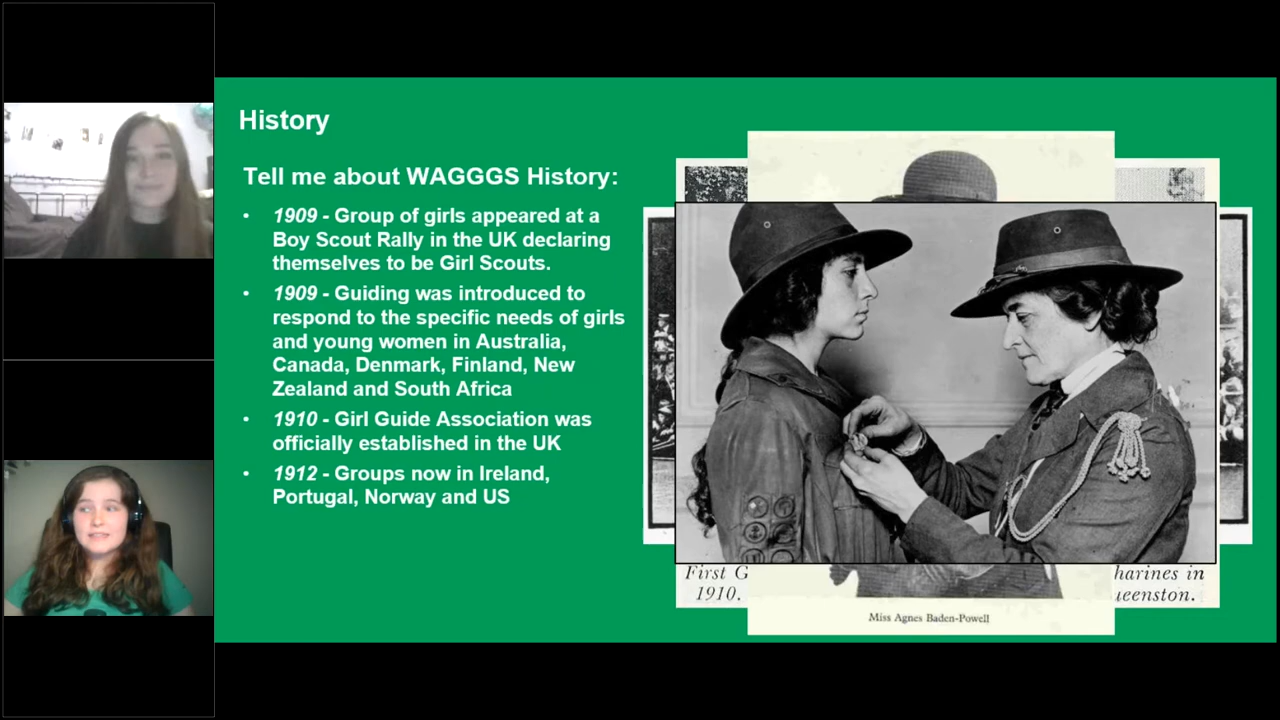 History
Tell me about WAGGGS History:
• 1909 - Group of girls appeared at a
Boy Scout Rally in the UK declaring
themselves to be Girl Scouts.
• 1909 - Guiding was introduced to
respond to the specific needs of girls
and young women in Australia,
Canada, Denmark, Finland, New
Zealand and South Africa
• 1910 - Girl Guide Association was
officially established in the UK
• 1912 - Groups now in Ireland,
Portugal, Norway and US
First G
harines in
1910.
ueenston.
Miss Agnes Baden-Powell